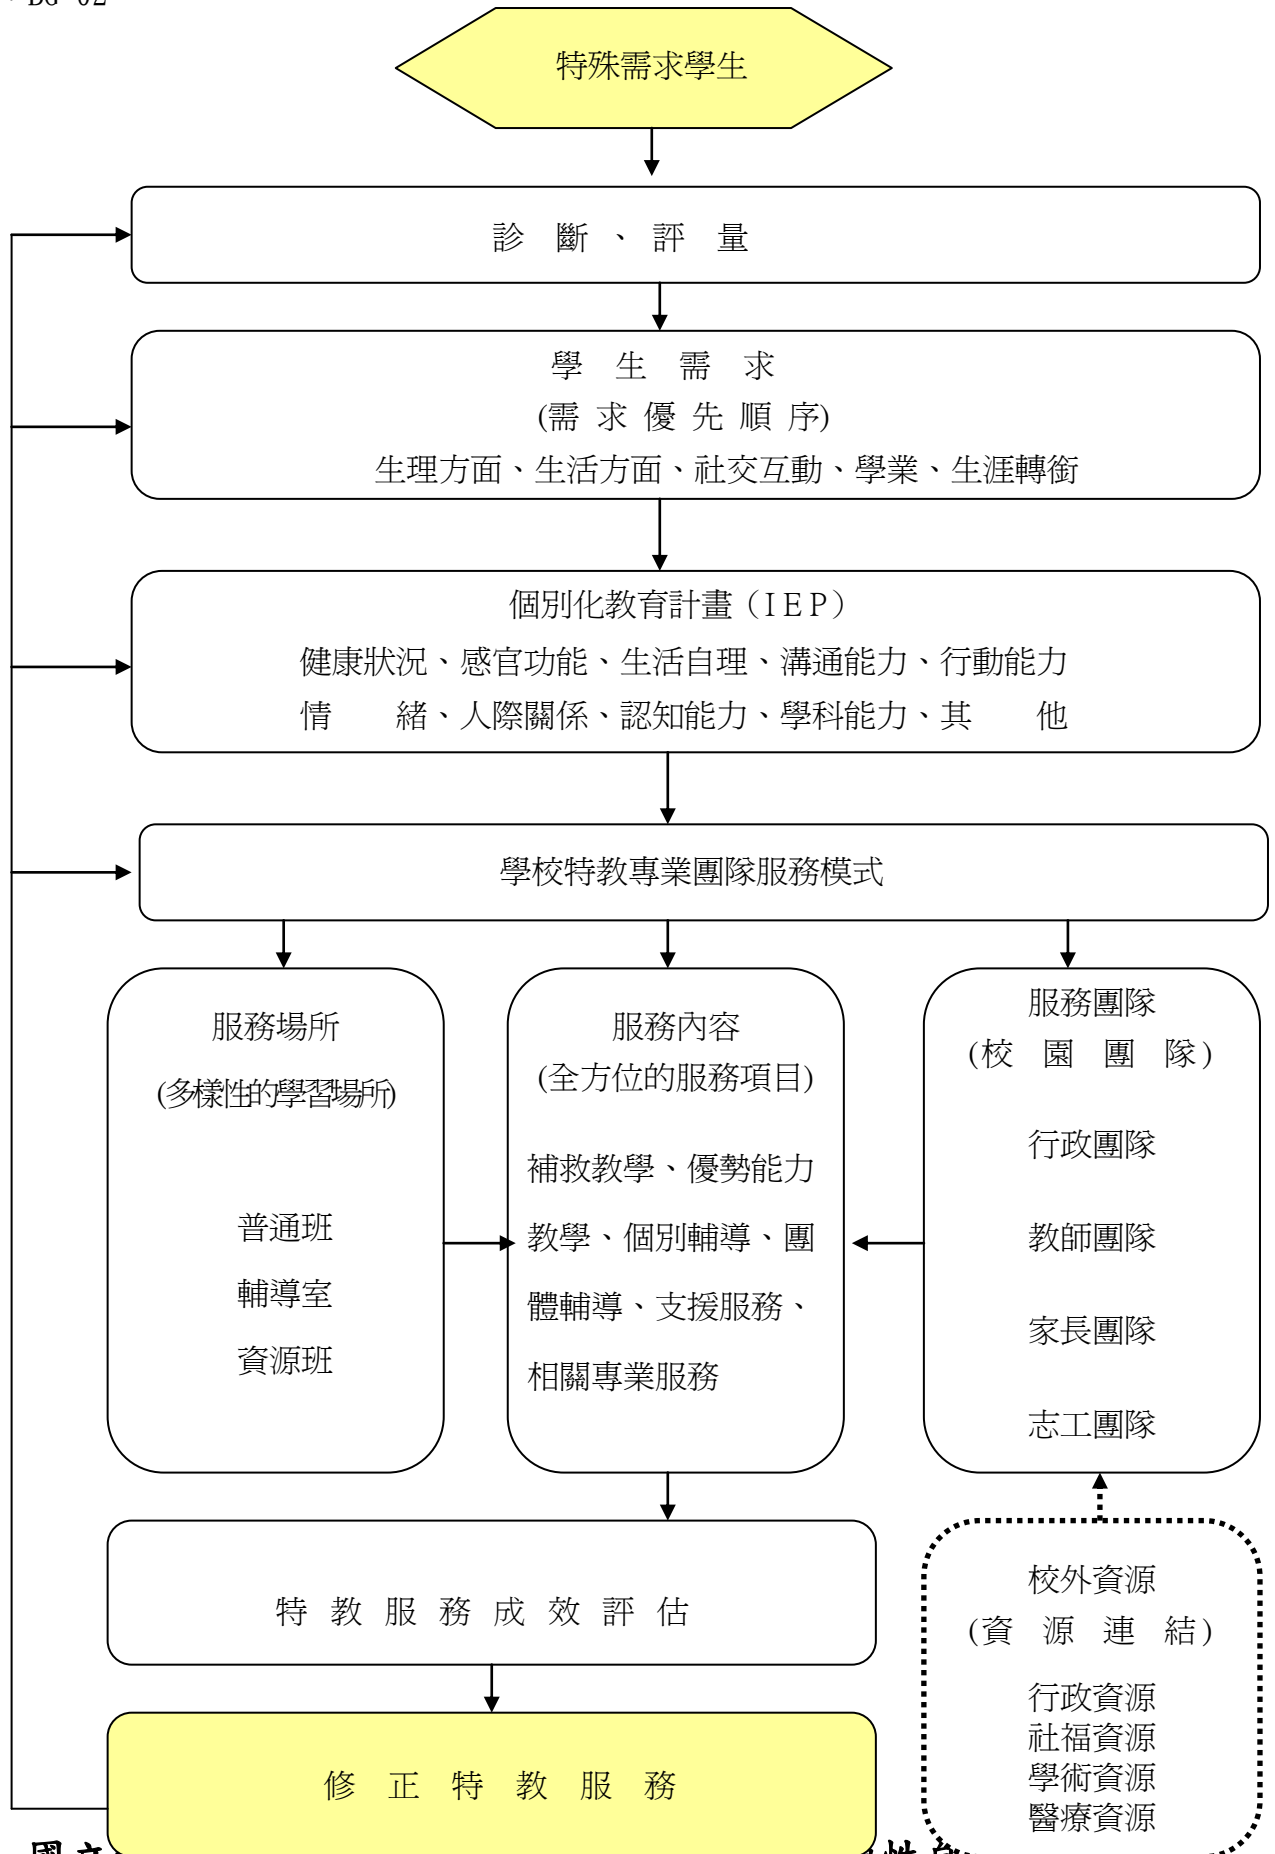 特殊需求學生
診斷、評量
學生需求
(需求優先順序)
生理方面、生活方面、社交互動、學業、生涯轉銜
個別化教育計畫（IEP）
健康狀況、感官功能、生活自理、溝通能力、行動能力
情緒、人際關係、認知能力、學科能力、其他
學校特教專業團隊服務模式
服務場所
(多樣性的學習場所)
普通班
輔導室
資源班
服務內容
(全方位的服務項目)
補救教學、優勢能力
教學、個別輔導、團
體輔導、支援服務、
相關專業服務
服務團隊
(校園團隊)
行政團隊
教師團隊
家長團隊
志工團隊
特教服務成效評估
校外資源
(資源連結)
行政資源
社福資源
學術資源
醫療資源
修正特教服務